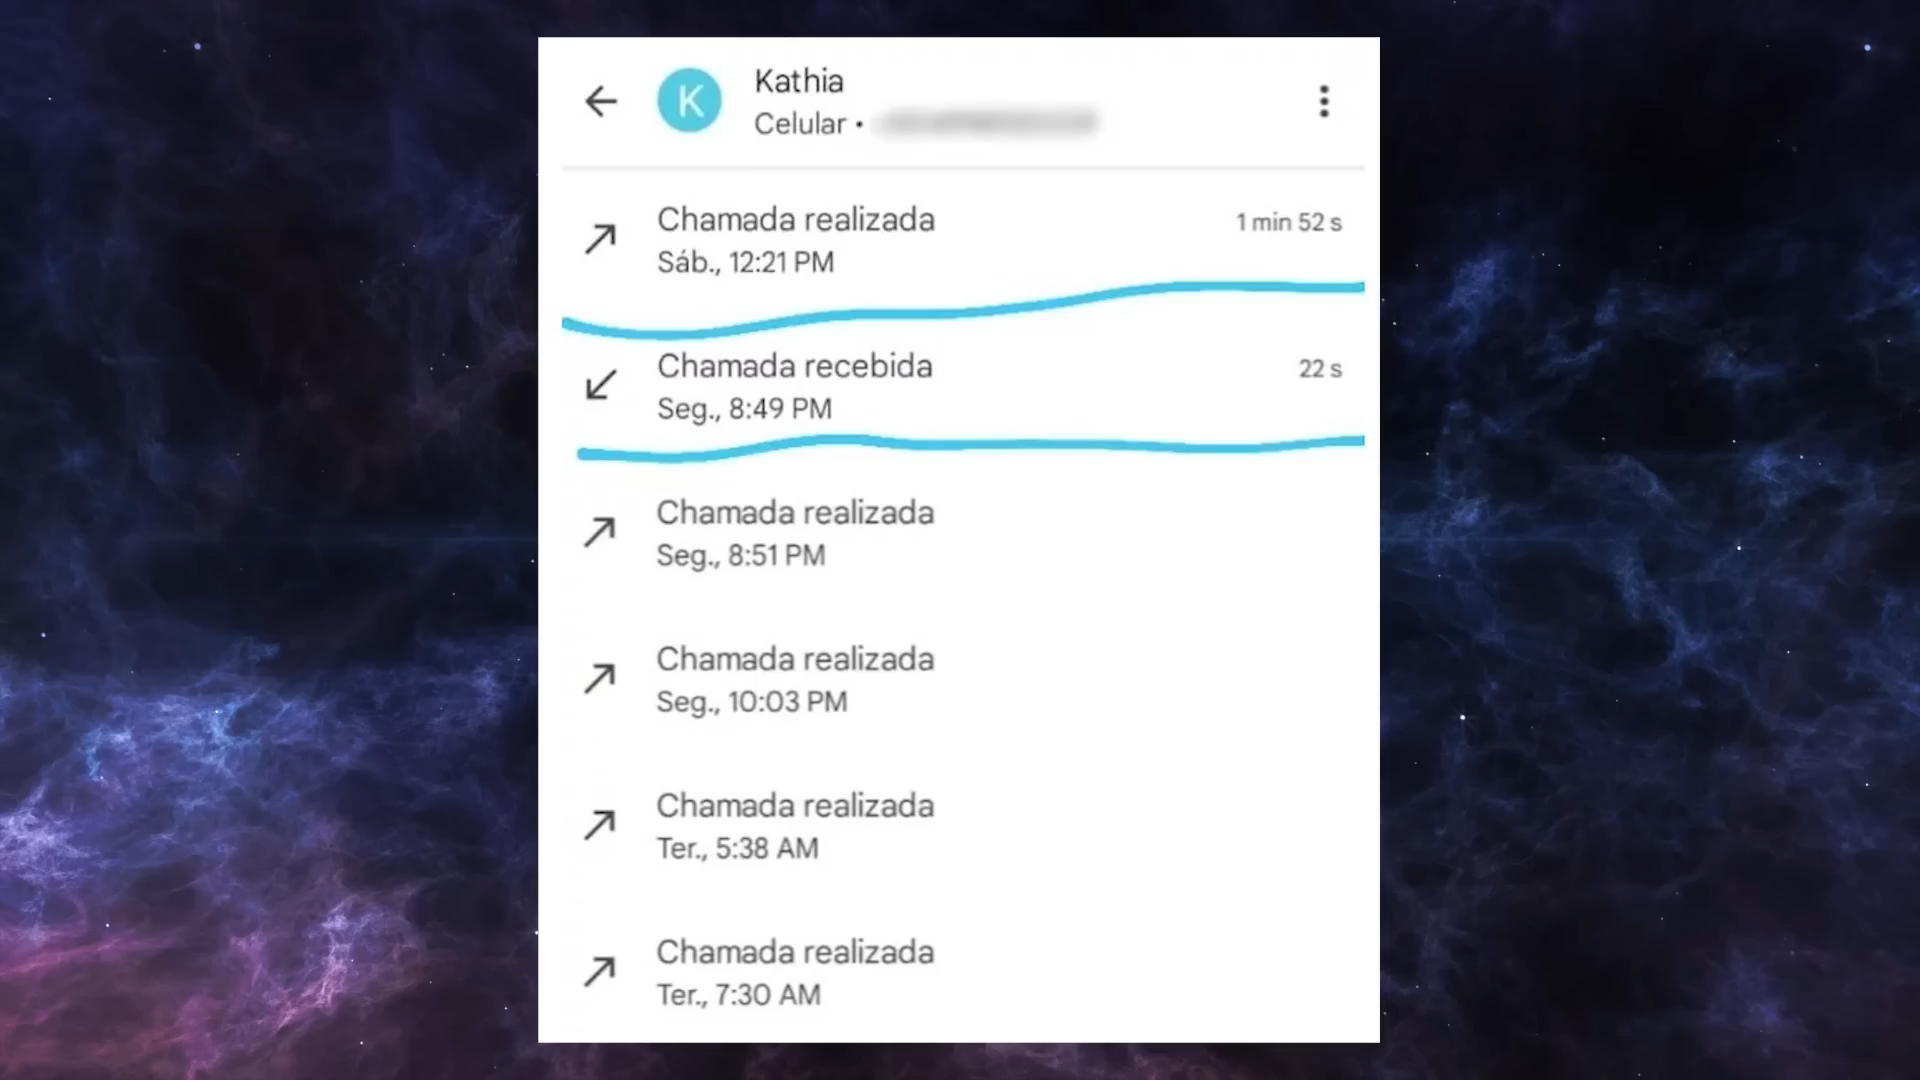 K
Kathia
Celular •
Chamada realizada
1 min 52 s
Sáb., 12:21 PM
Chamada recebida
22 s
Seg., 8:49 PM
Chamada realizada
Seg., 8:51 PM
Chamada realizada
Seg., 10:03 PM
Chamada realizada
Ter., 5:38 AM
Chamada realizada
Ter., 7:30 AM